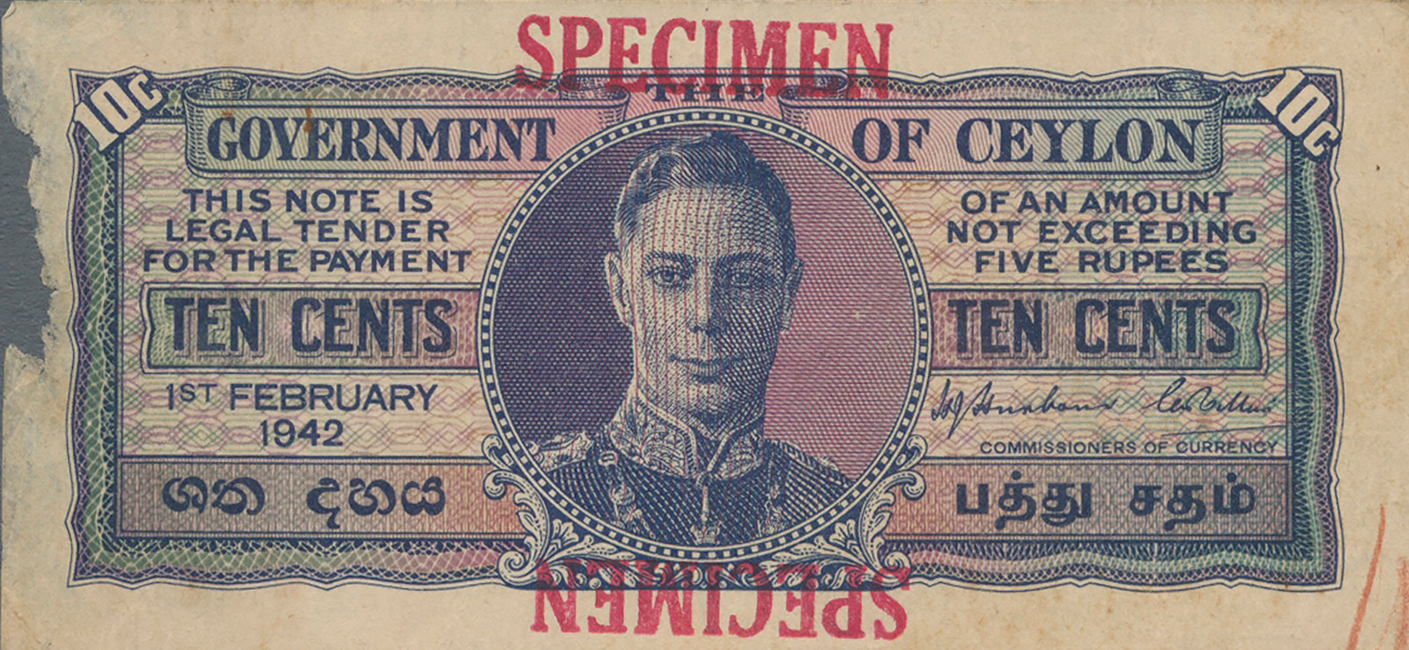 SPECIMEN
10c
10c
THE
GOVERNMENT OF CEYLON
THIS NOTE IS
LEGAL TENDER
FOR THE PAYMENT
OF AN AMOUNT
NOT EXCEEDING
FIVE RUPEES
TEN CENTS
TEN CENTS
1ST FEBRUARY
1942
COMMISSIONERS OF CURRENCY
ශත දහය
பத்து சதம்
SPECIMEN